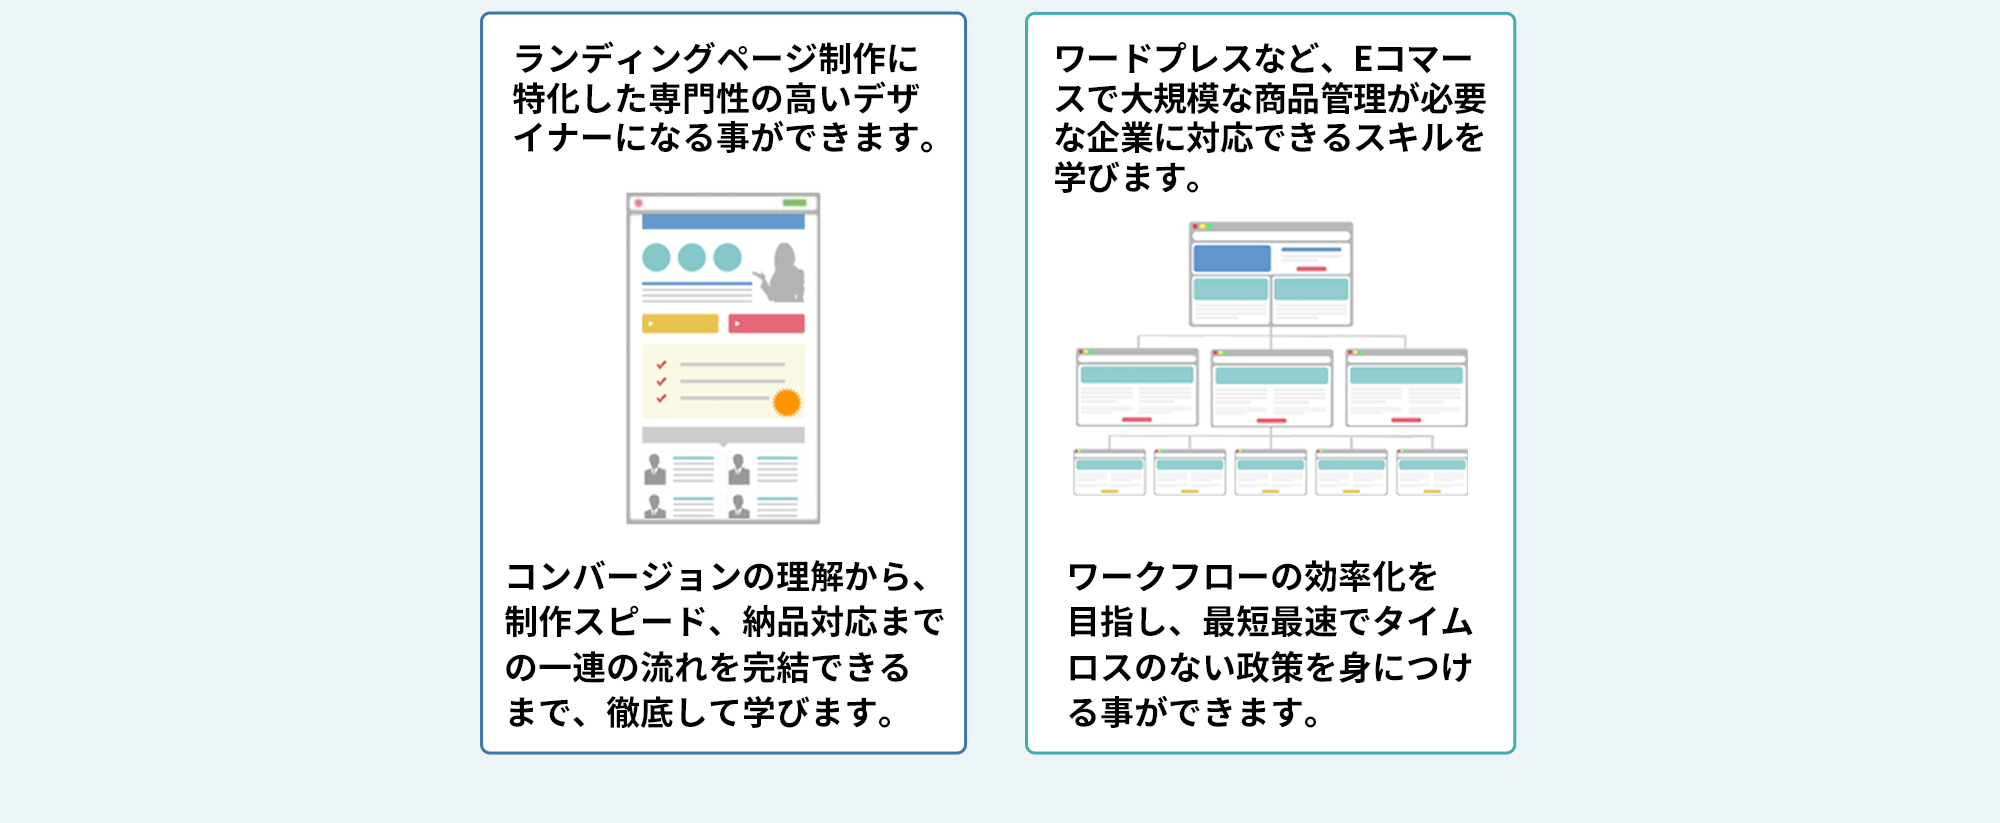 ランディングページ制作に
特化した専門性の高いデザ
イナーになる事ができます。
コンバージョンの理解から、
制作スピード、納品対応まで
の一連の流れを完結できる
まで、徹底して学びます。
ワードプレスなど、Eコマー
スで大規模な商品管理が必要
な企業に対応できるスキルを
学びます。
ワークフローの効率化を
目指し、最短最速でタイム
ロスのない政策を身につけ
る事ができます。